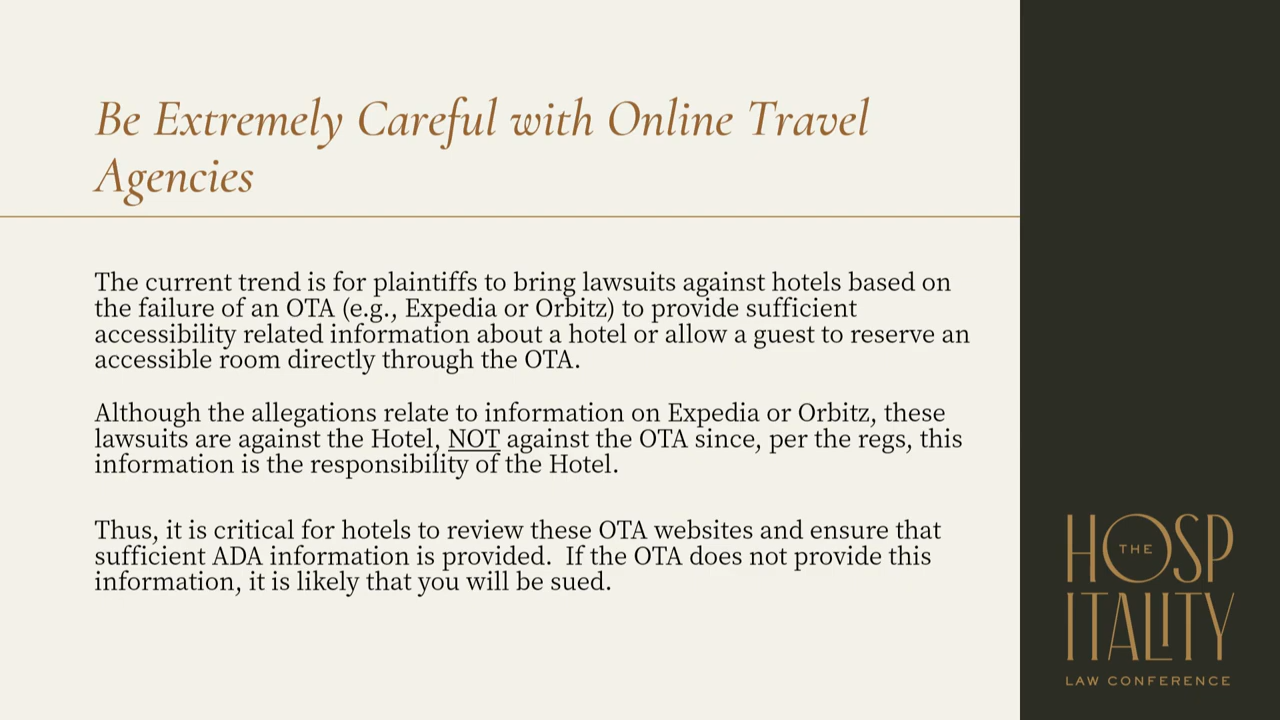 Be Extremely Careful with Online Travel
Agencies
The current trend is for plaintiffs to bring lawsuits against hotels based on
the failure of an OTA (e.g., Expedia or Orbitz) to provide sufficient
accessibility related information about a hotel or allow a guest to reserve an
accessible room directly through the OTA.
Although the allegations relate to information on Expedia or Orbitz, these
lawsuits are against the Hotel, NOT against the OTA since, per the regs, this
information is the responsibility of the Hotel.
Thus, it is critical for hotels to review these OTA websites and ensure that
sufficient ADA information is provided.  If the OTA does not provide this
information, it is likely that you will be sued.
THE
HOSP
ITALITY
LAW CONFERENCE